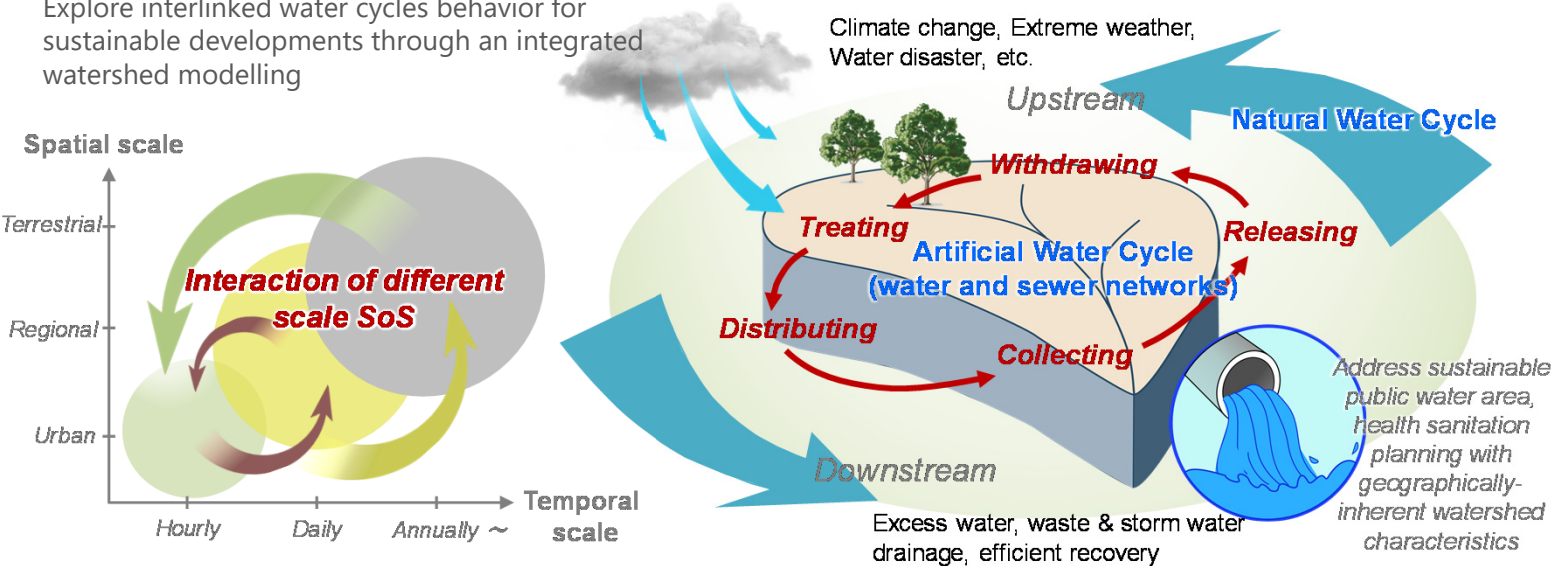 Explore interlinked water cycles behavior for
sustainable developments through an integrated
watershed modelling
Spatial scale
Terrestrial
Regional
Urban
Interaction of different
scale SoS
Hourly
Daily
Annually ~
Temporal
scale
Climate change, Extreme weather,
Water disaster, etc.
Upstream
Natural Water Cycle
Withdrawing
Treating
Releasing
Artificial Water Cycle
(water and sewer networks)
Distributing
Collecting
Downstream
Excess water, waste & storm water
drainage, efficient recovery
Address sustainable
public water area,
health sanitation
planning with
geographically-
inherent watershed
characteristics